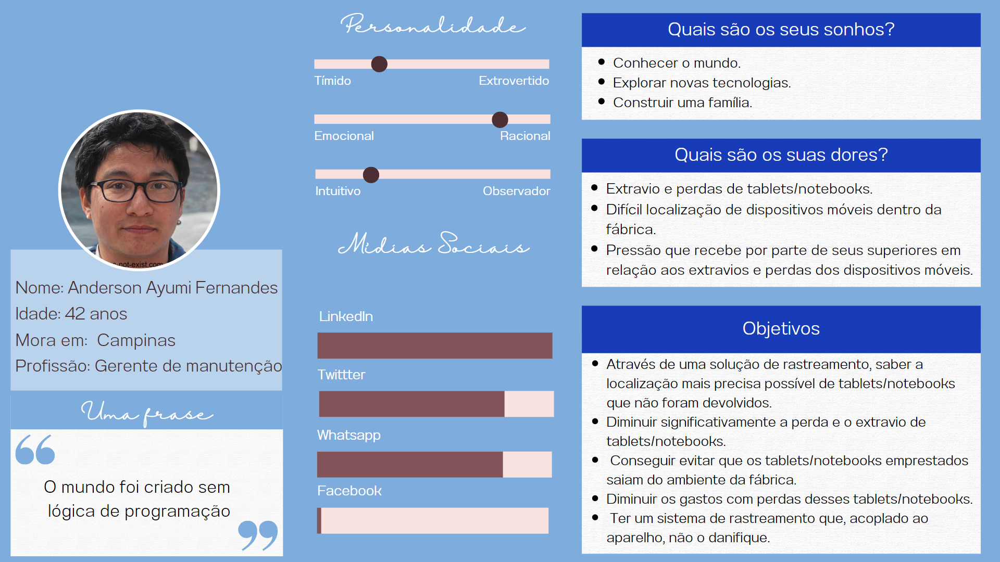 -not-exist.com
Nome: Anderson Ayumi Fernandes
Idade: 42 anos
Mora em:  Campinas
Profissão: Gerente de manutenção
Uma frase
“
O mundo foi criado sem
lógica de programação
”
Personalidade
Tímido Extrovertido
Emocional Racional
Intuitivo Observador
Mídias Sociais
LinkedIn
Twittter
Whatsapp
Facebook
Quais são os seus sonhos?
• Conhecer o mundo.
• Explorar novas tecnologias.
• Construir uma família.
Quais são os suas dores?
• Extravio e perdas de tablets/notebooks.
• Difícil localização de dispositivos móveis dentro da
fábrica.
• Pressão que recebe por parte de seus superiores em
relação aos extravios e perdas dos dispositivos móveis.
Objetivos
• Através de uma solução de rastreamento, saber a
localização mais precisa possível de tablets/notebooks
que não foram devolvidos.
• Diminuir significativamente a perda e o extravio de
tablets/notebooks.
• Conseguir evitar que os tablets/notebooks emprestados
saiam do ambiente da fábrica.
• Diminuir os gastos com perdas desses tablets/notebooks.
• Ter um sistema de rastreamento que, acoplado ao
aparelho, não o danifique.